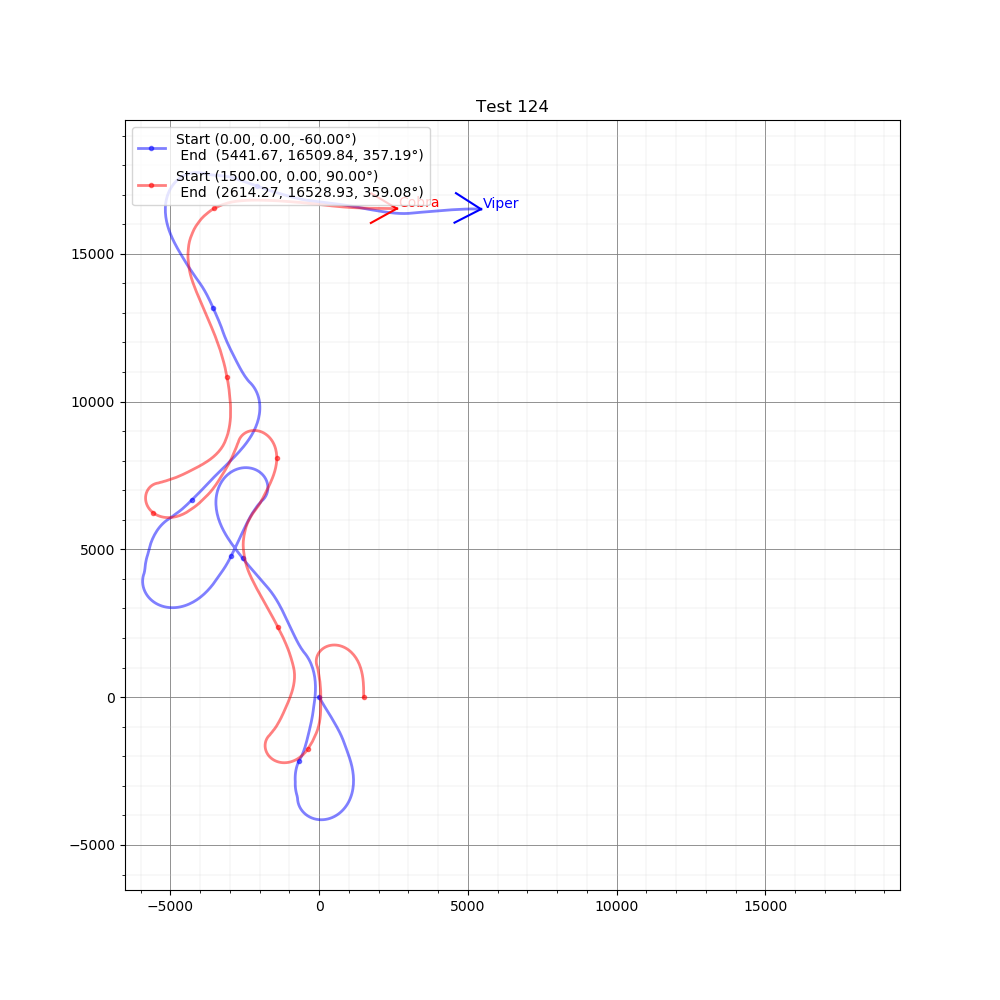 Test 124
Start (0.00, 0.00, -60.00°)
End (5441.67, 16509.84, 357.19°)
Start (1500.00, 0.00, 90.00°)
End (2614.27, 16528.93, 359.08°)
Cobra
Viper
15000
10000
5000
0
−5000
−5000
0
5000
10000
15000